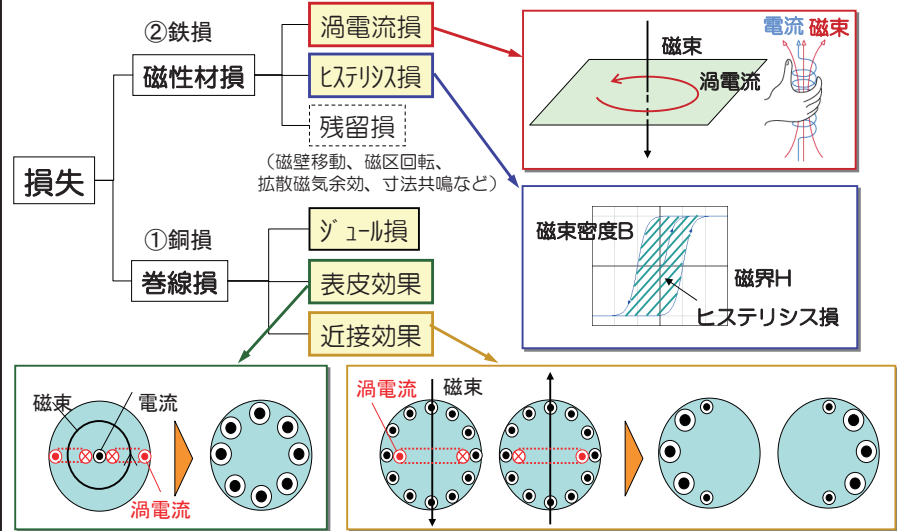 損失
②鉄損
磁性材損
渦電流損
ヒステリシス損
残留損
（磁壁移動、磁区回転、
拡散磁気余効、寸法共鳴など）
①銅損
巻線損
ジュール損
表皮効果
近接効果
磁束
渦電流
電流 磁束
磁束密度B
磁界H
ヒステリシス損
磁束
電流
渦電流
渦電流
磁束